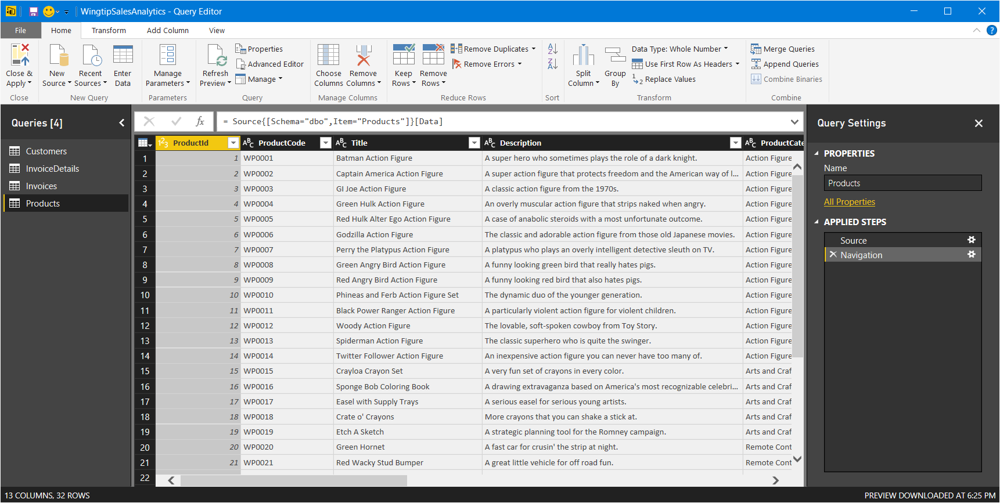 WingtipSalesAnalytics - Query Editor
File Home Transform Add Column View
Close & Apply
New Source
Recent Sources
Enter Data
Manage Parameters
Refresh Preview
Properties
Advanced Editor
Manage
Choose Columns
Remove Columns
Keep Rows
Remove Rows
Remove Duplicates
Remove Errors
Split Column
Group By
Data Type: Whole Number
Use First Row As Headers
Replace Values
Merge Queries
Append Queries
Combine Binaries
Close New Query Parameters Query Manage Columns Reduce Rows Sort Transform Combine
Queries [4]
Customers
InvoiceDetails
Invoices
Products
= Source{[Schema="dbo",Item="Products"]}[Data]
ProductId ProductCode Title Description ProductCate
1 1 WP0001 Batman Action Figure A super hero who sometimes plays the role of a dark knight. Action Figure
2 2 WP0002 Captain America Action Figure A super action figure that protects freedom and the American way of l... Action Figure
3 3 WP0003 GI Joe Action Figure A classic action figure from the 1970s. Action Figure
4 4 WP0004 Green Hulk Action Figure An overly muscular action figure that strips naked when angry. Action Figure
5 5 WP0005 Red Hulk Alter Ego Action Figure A case of anabolic steroids with a most unfortunate outcome. Action Figure
6 6 WP0006 Godzilla Action Figure The classic and adorable action figure from those old Japanese movies. Action Figure
7 7 WP0007 Perry the Platypus Action Figure A platypus who plays an overly intelligent detective sleuth on TV. Action Figure
8 8 WP0008 Green Angry Bird Action Figure A funny looking green bird that really hates pigs. Action Figure
9 9 WP0009 Red Angry Bird Action Figure A funny looking red bird that also hates pigs. Action Figure
10 10 WP0010 Phineas and Ferb Action Figure Set The dynamic duo of the younger generation. Action Figure
11 11 WP0011 Black Power Ranger Action Figure A particularly violent action figure for violent children. Action Figure
12 12 WP0012 Woody Action Figure The lovable, soft-spoken cowboy from Toy Story. Action Figure
13 13 WP0013 Spiderman Action Figure The classic superhero who is quite the swinger. Action Figure
14 14 WP0014 Twitter Follower Action Figure An inexpensive action figure you can never have too many of. Action Figure
15 15 WP0015 Crayloa Crayon Set A very fun set of crayons in every color. Arts and Craf
16 16 WP0016 Sponge Bob Coloring Book A drawing extravaganza based on America's most recognizable celebri... Arts and Craf
17 17 WP0017 Easel with Supply Trays A serious easel for serious young artists. Arts and Craf
18 18 WP0018 Crate o' Crayons More crayons that you can shake a stick at. Arts and Craf
19 19 WP0019 Etch A Sketch A strategic planning tool for the Romney campaign. Arts and Craf
20 20 WP0020 Green Hornet A fast car for crusin' the strip at night. Remote Cont
21 21 WP0021 Red Wacky Stud Bumper A great little vehicle for off road fun. Remote Cont
22
Query Settings
PROPERTIES
Name
Products
All Properties
APPLIED STEPS
Source
Navigation
13 COLUMNS, 32 ROWS
PREVIEW DOWNLOADED AT 6:25 PM